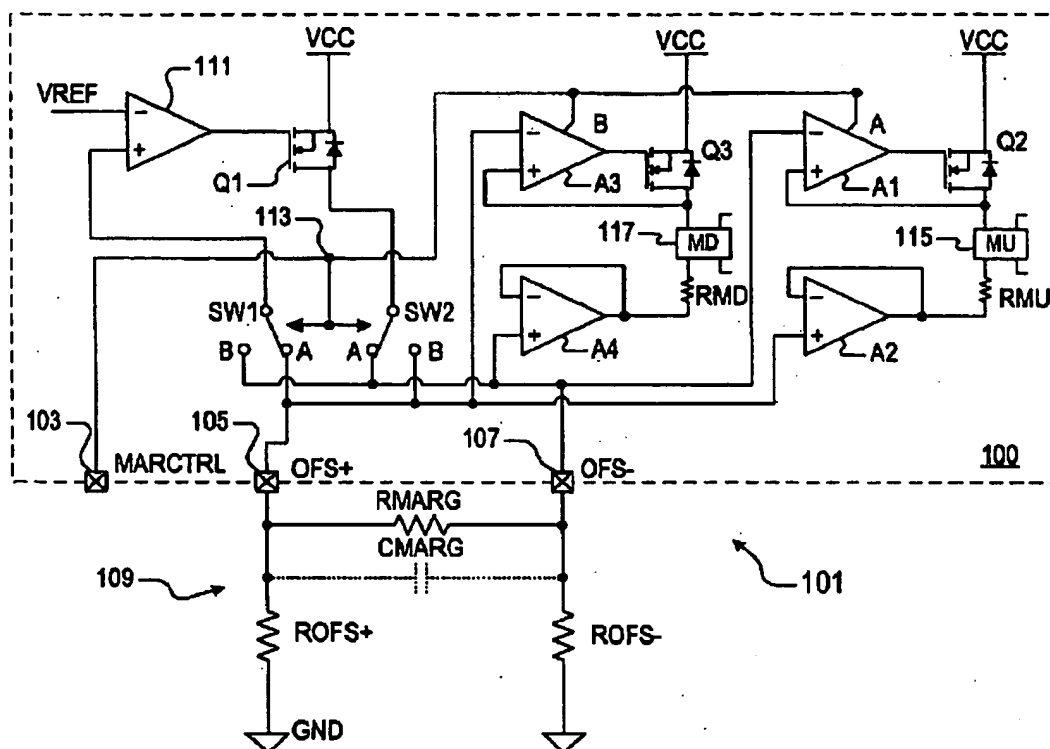 VCC VCC VCC
111
VREF
-
+
Q1
B
-
+
A3
Q3
A
-
+
A1
Q2
113
117
MD
115
MU
SW1
SW2
RMD
RMU
-
+
A4
-
+
A2
B A A B
103
105
107
MARCTRL
OFS+
OFS-
100
RMARG
CMARG
109
101
ROFS+
ROFS-
GND